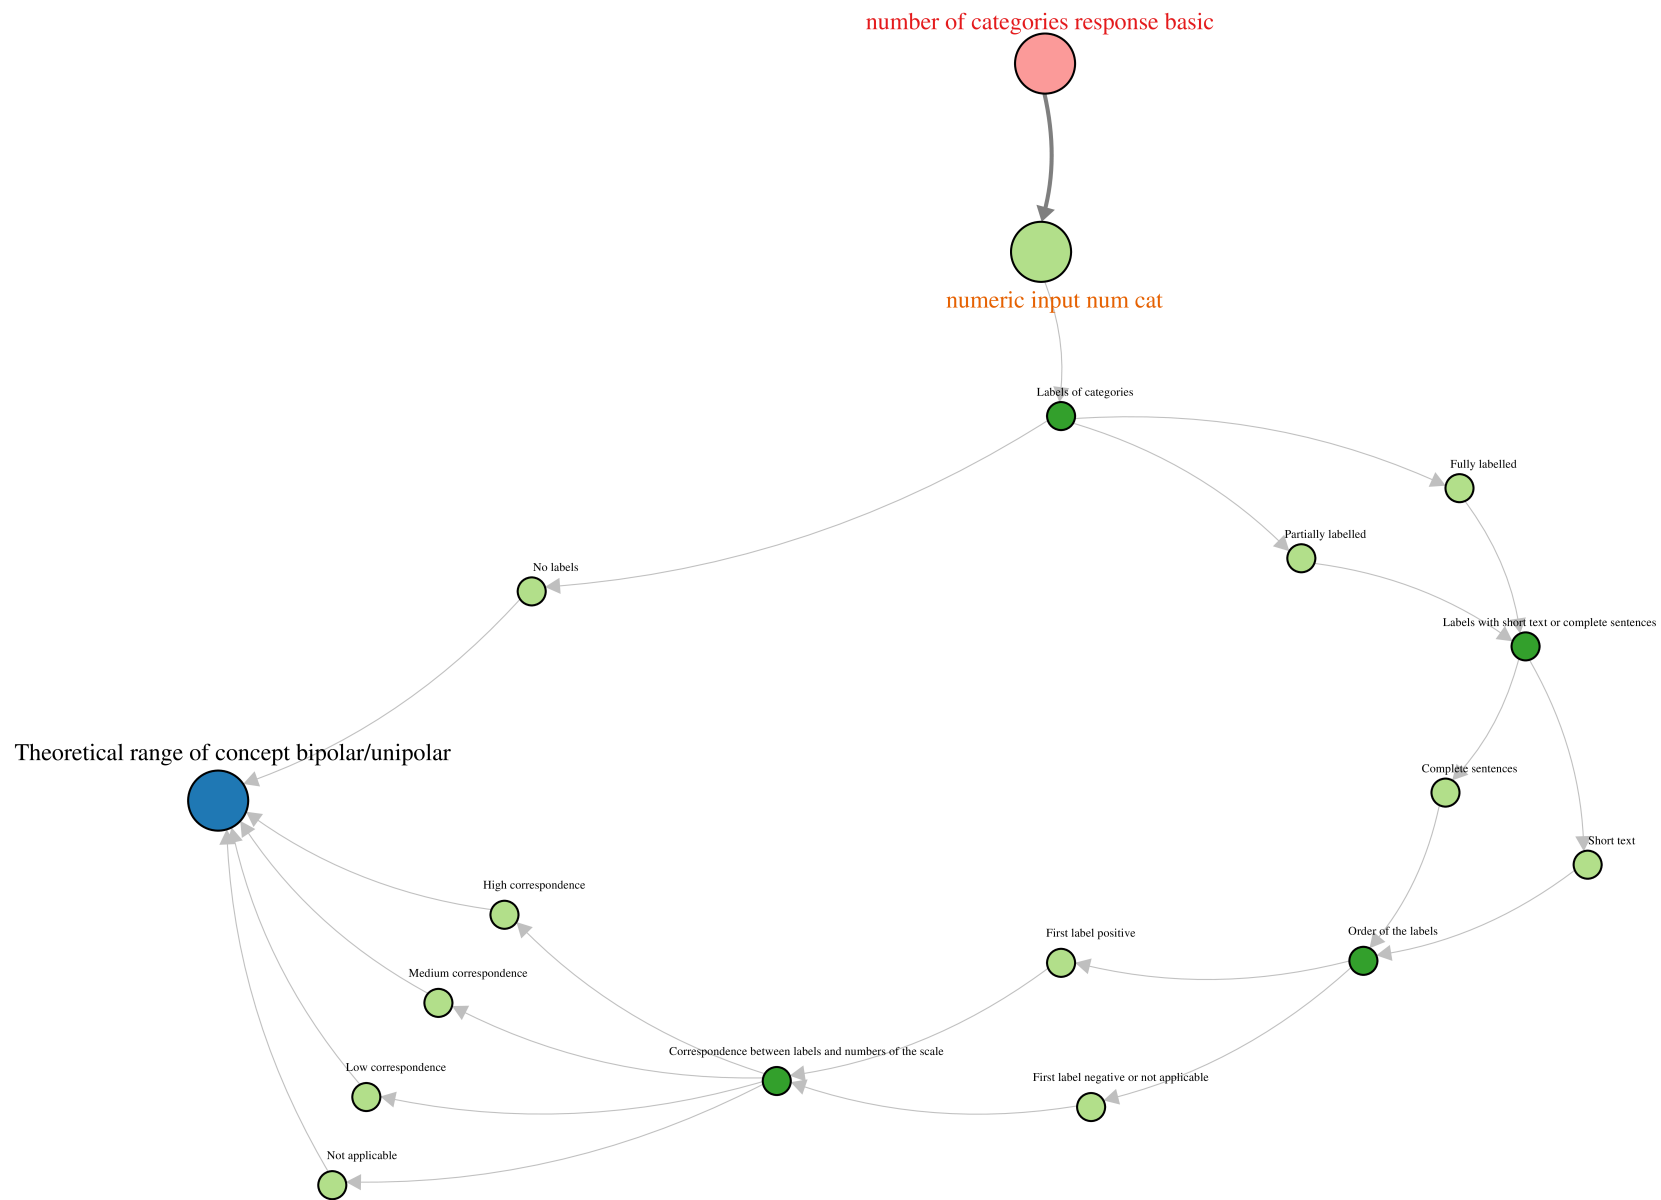 number of categories response basic
numeric input num cat
Labels of categories
Fully labelled
Partially labelled
No labels
Labels with short text or complete sentences
Theoretical range of concept bipolar/unipolar
Complete sentences
Short text
High correspondence
Order of the labels
First label positive
Medium correspondence
Correspondence between labels and numbers of the scale
Low correspondence
First label negative or not applicable
Not applicable